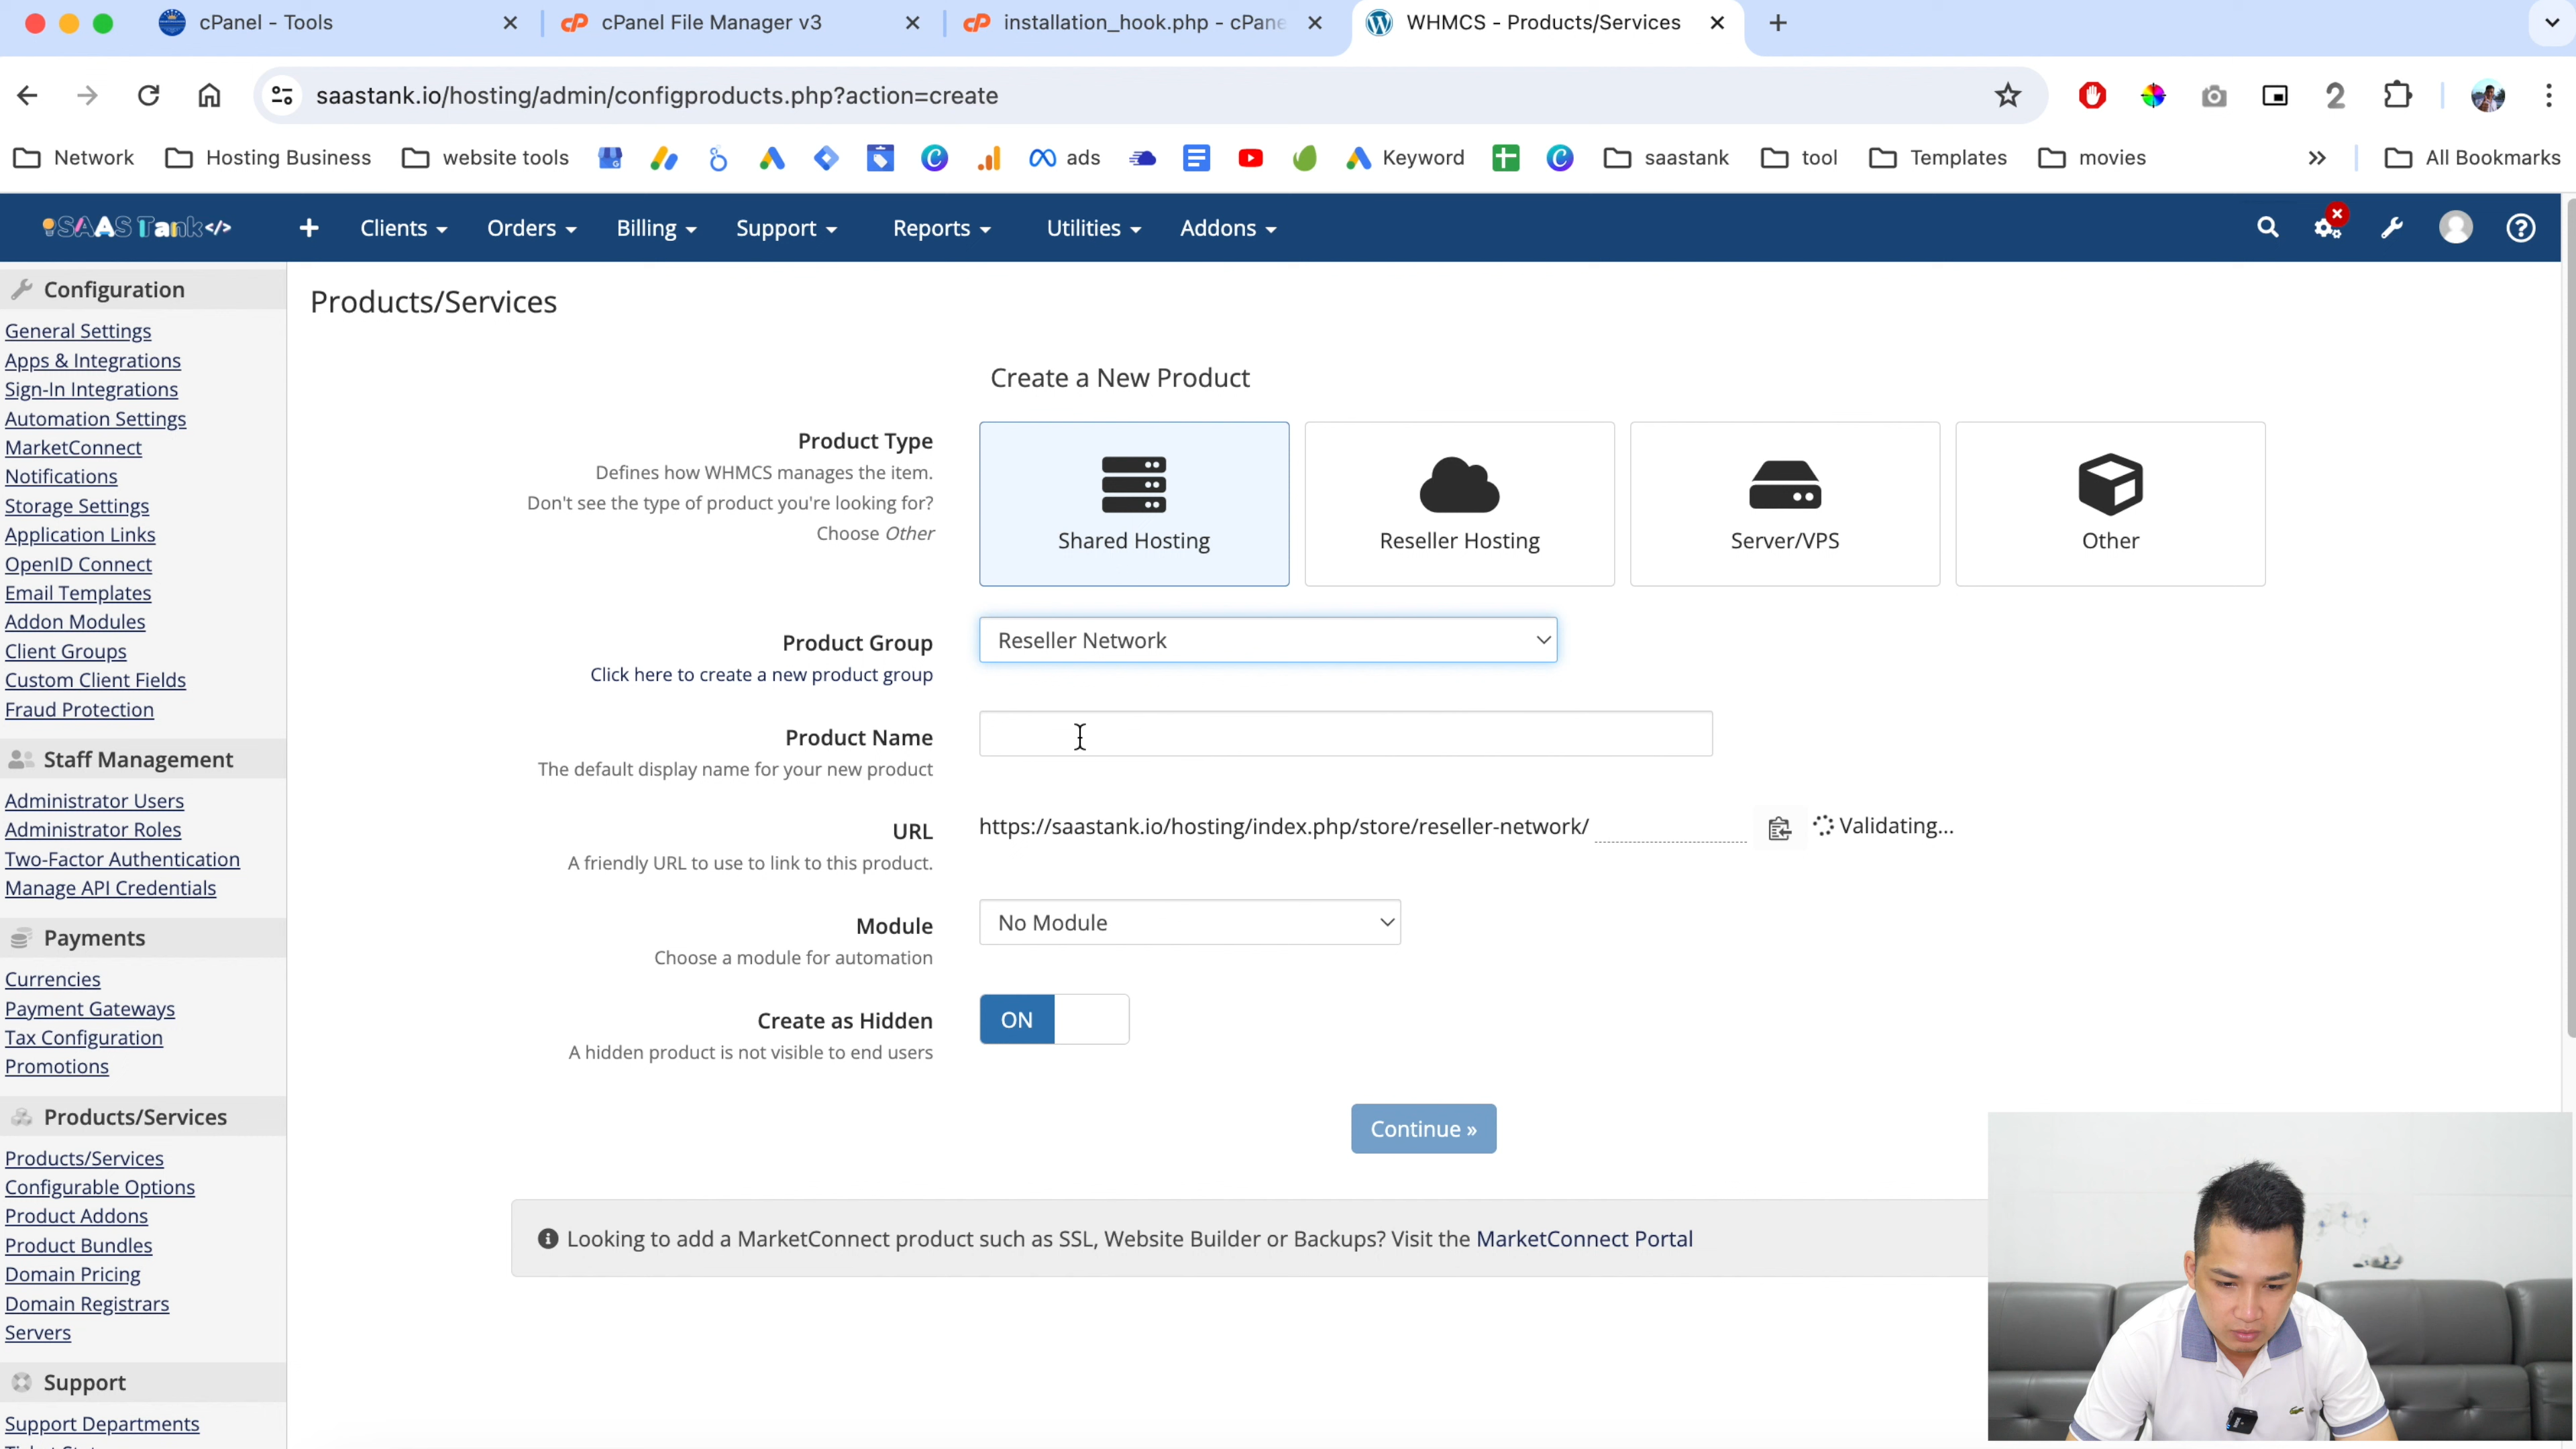 cPanel - Tools
cPanel File Manager v3
installation_hook.php - cPane
WHMCS - Products/Services
saastank.io/hosting/admin/configproducts.php?action=create
Network
Hosting Business
website tools
ads
Keyword
saastank
tool
Templates
movies
All Bookmarks
SAAS Tank</>
Clients
Orders
Billing
Support
Reports
Utilities
Addons
Configuration
General Settings
Apps & Integrations
Sign-In Integrations
Automation Settings
MarketConnect
Notifications
Storage Settings
Application Links
OpenID Connect
Email Templates
Addon Modules
Client Groups
Custom Client Fields
Fraud Protection
Staff Management
Administrator Users
Administrator Roles
Two-Factor Authentication
Manage API Credentials
Payments
Currencies
Payment Gateways
Tax Configuration
Promotions
Products/Services
Products/Services
Configurable Options
Product Addons
Product Bundles
Domain Pricing
Domain Registrars
Servers
Support
Support Departments
Products/Services
Create a New Product
Product Type
Defines how WHMCS manages the item.
Don't see the type of product you're looking for?
Choose Other
Shared Hosting
Reseller Hosting
Server/VPS
Other
Product Group
Click here to create a new product group
Reseller Network
Product Name
The default display name for your new product
URL
A friendly URL to use to link to this product.
https://saastank.io/hosting/index.php/store/reseller-network/
Validating...
Module
Choose a module for automation
No Module
Create as Hidden
A hidden product is not visible to end users
ON
Continue »
Looking to add a MarketConnect product such as SSL, Website Builder or Backups? Visit the MarketConnect Portal